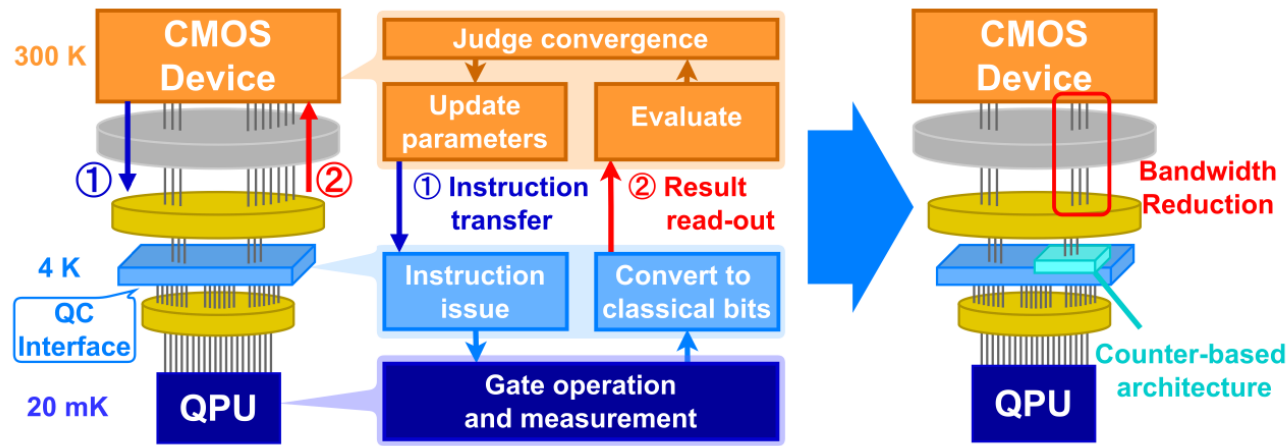 300 K
CMOS
Device
①
②
4 K
QC
Interface
20 mK
QPU
Judge convergence
Update
parameters
Evaluate
① Instruction
transfer
② Result
read-out
Instruction
issue
Convert to
classical bits
Gate operation
and measurement
CMOS
Device
Bandwidth
Reduction
Counter-based
architecture
QPU